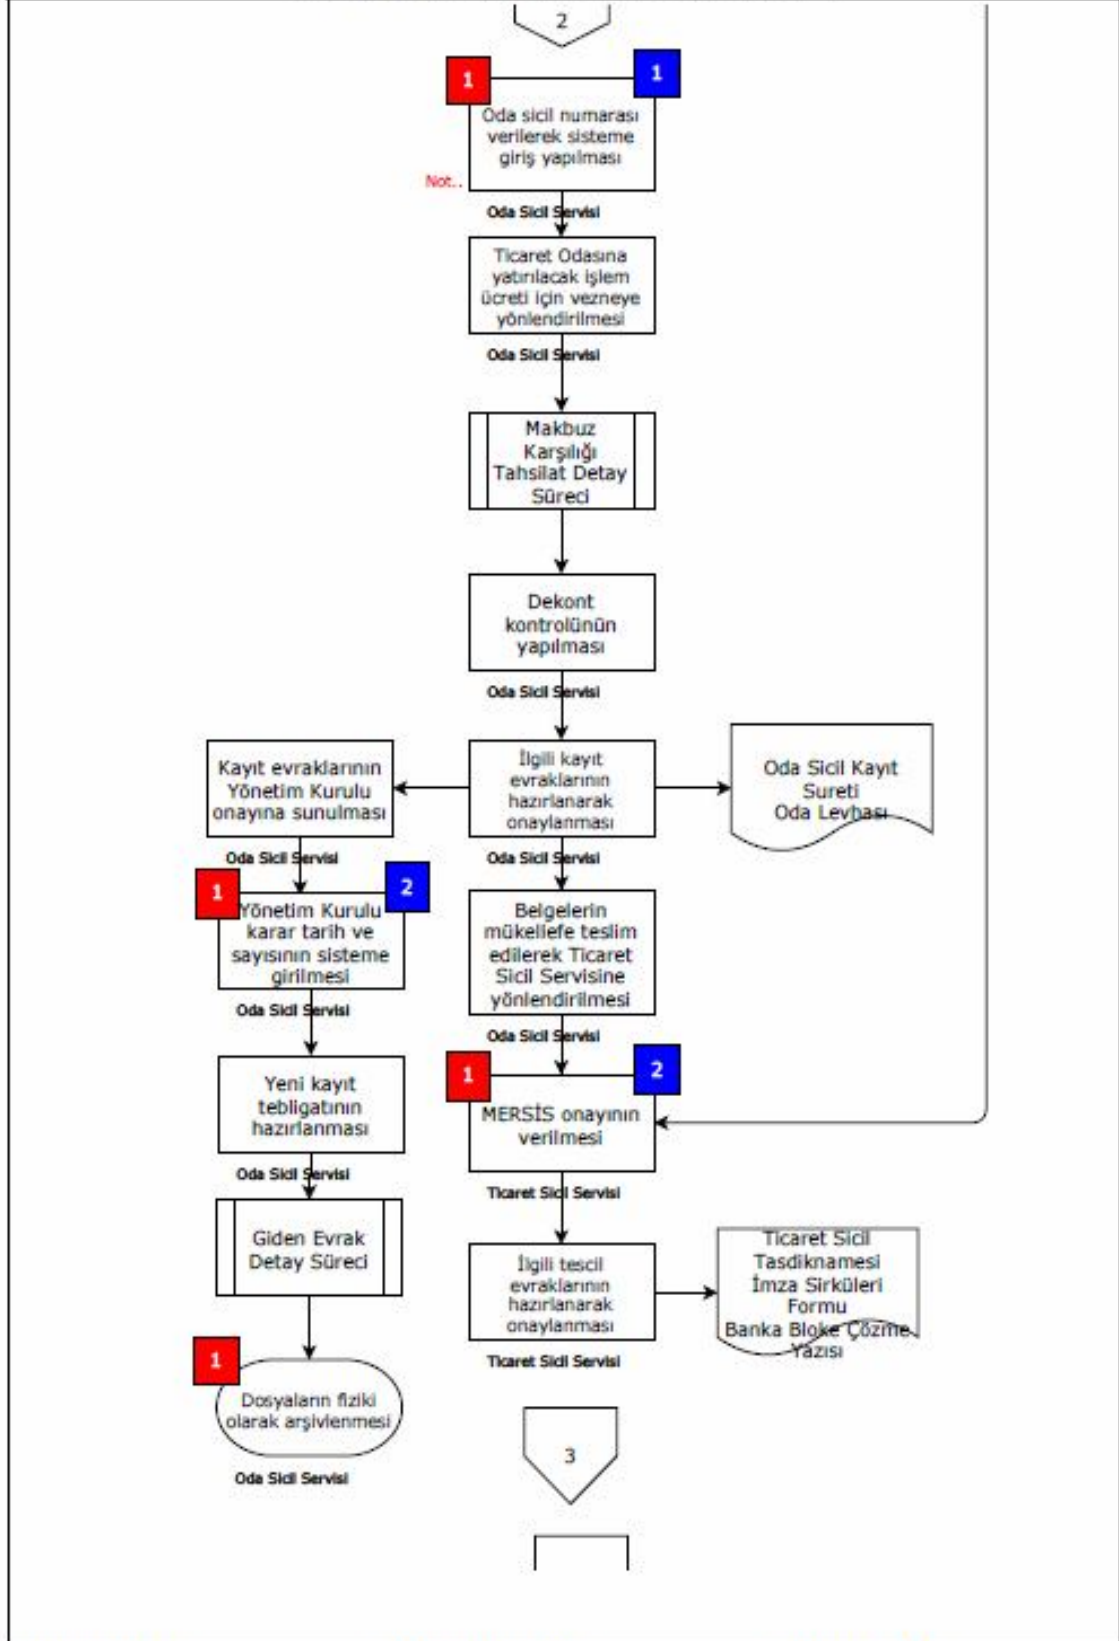 2
1
1
Oda sicil numarası
verilerek sisteme
giriş yapılması
Not..
Oda Sicil Servisi
Ticaret Odasına
yatırılacak işlem
ücreti için vezneye
yönlendirilmesi
Oda Sicil Servisi
Makbuz
Karşılığı
Tahsilat Detay
Süreci
Dekont
kontrolünün
yapılması
Oda Sicil Servisi
İlgili kayıt
evraklarının
hazırlanarak
onaylanması
Oda Sicil Servisi
Oda Sicil Kayıt
Sureti
Oda Levhası
Kayıt evraklarının
Yönetim Kurulu
onayına sunulması
Oda Sicil Servisi
1
2
Yönetim Kurulu
karar tarih ve
sayısının sisteme
girilmesi
Oda Sicil Servisi
Yeni kayıt
tebligatının
hazırlanması
Oda Sicil Servisi
Giden Evrak
Detay Süreci
1
Dosyaların fiziki
olarak arşivlenmesi
Oda Sicil Servisi
Belgelerin
mükellefe teslim
edilerek Ticaret
Sicil Servisine
yönlendirilmesi
Oda Sicil Servisi
1
2
MERSİS onayının
verilmesi
Ticaret Sicil Servisi
İlgili tescil
evraklarının
hazırlanarak
onaylanması
Ticaret Sicil Servisi
Ticaret Sicil
Tasdiknamesi
İmza Sirküleri
Formu
Banka Bloke Çözme
Yazısı
3